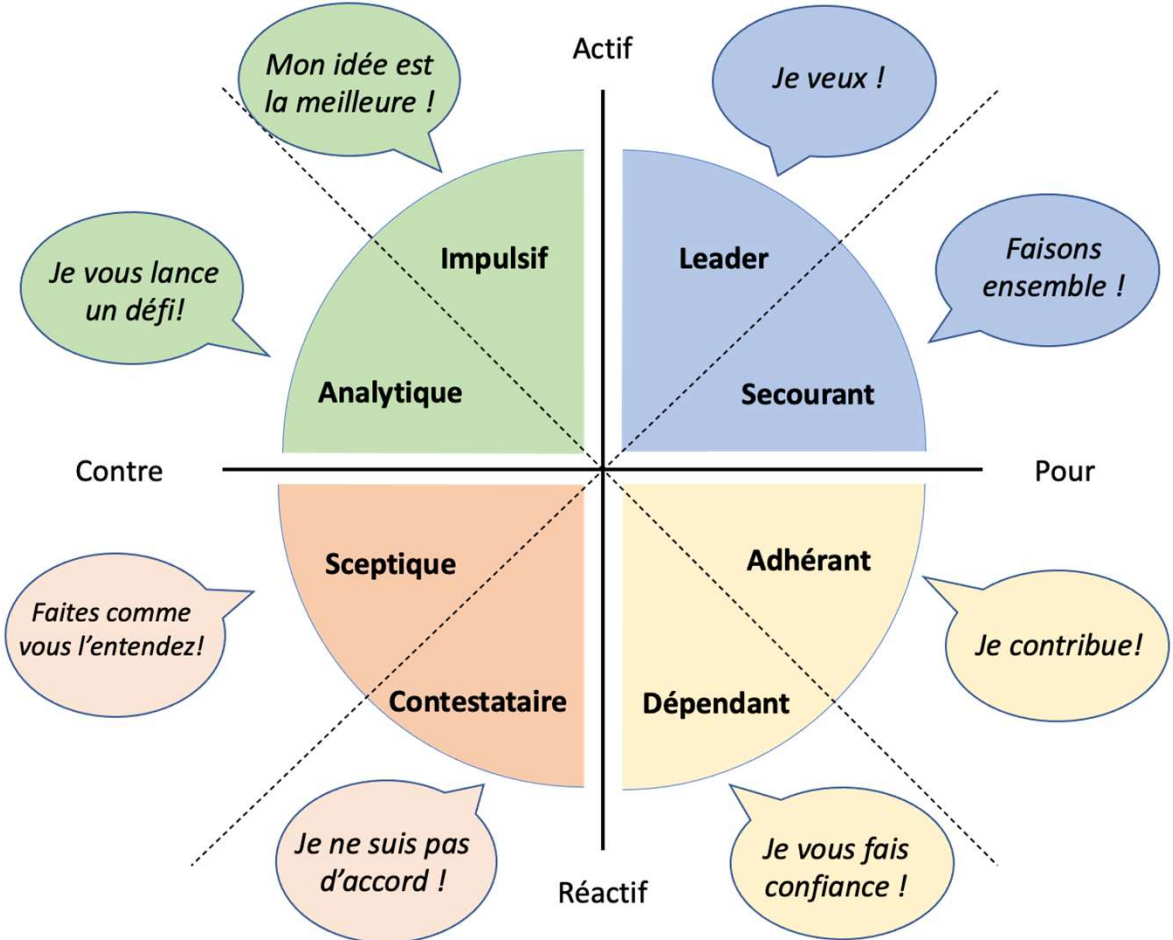 Actif
Mon idée est
la meilleure !
Je veux !
Je vous lance
un défi!
Impulsif
Leader
Faisons
ensemble !
Analytique
Secourant
Contre
Pour
Sceptique
Adhérant
Faites comme
vous l’entendez!
Je contribue!
Contestataire
Dépendant
Je ne suis pas
d’accord !
Je vous fais
confiance !
Réactif